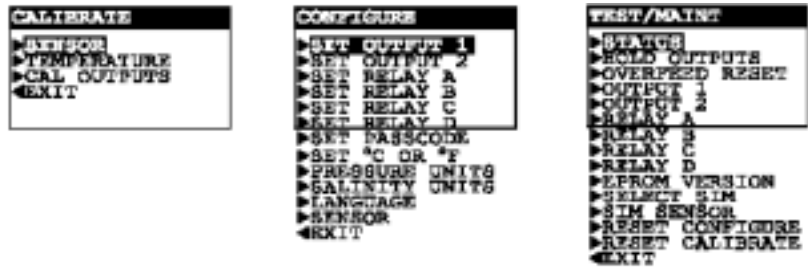 CALIBRATE
SENSOR
TEMPERATURE
CAL OUTPUTS
EXIT
CONFIGURE
SET OUTPUT 1
SET OUTPUT 2
SET RELAY A
SET RELAY B
SET RELAY C
SET RELAY D
SET PASSCODE
SET °C OR °F
PRESSURE UNITS
SALINITY UNITS
LANGUAGE
SENSOR
EXIT
TEST/MAINT
STATUS
HOLD OUTPUTS
OVERFEED RESET
OUTPUT 1
OUTPUT 2
RELAY A
RELAY B
RELAY C
RELAY D
EPROM VERSION
SELECT SIM
SIM SENSOR
RESET CONFIGURE
RESET CALIBRATE
EXIT